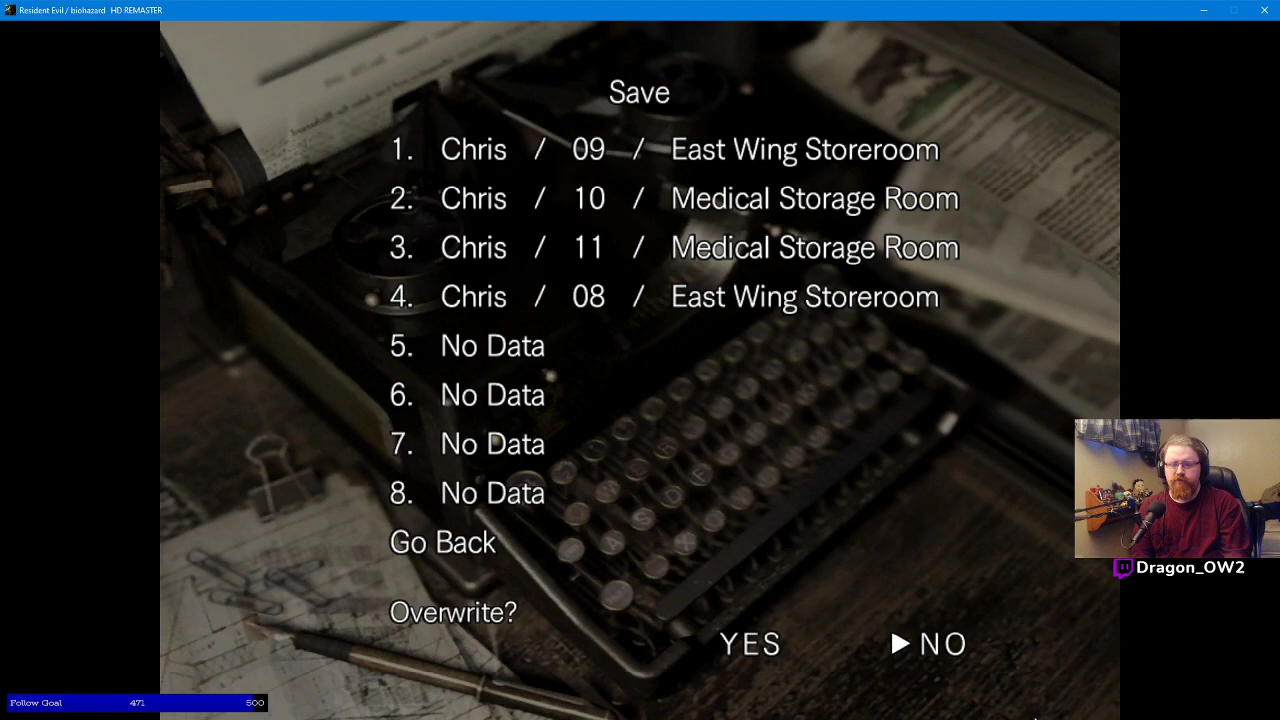 Resident Evil / biohazard HD REMASTER
Save
1. Chris / 09 / East Wing Storeroom
2. Chris / 10 / Medical Storage Room
3. Chris / 11 / Medical Storage Room
4. Chris / 08 / East Wing Storeroom
5. No Data
6. No Data
7. No Data
8. No Data
Go Back
Overwrite?
YES NO
Dragon_OW2
Follow Goal 471 500